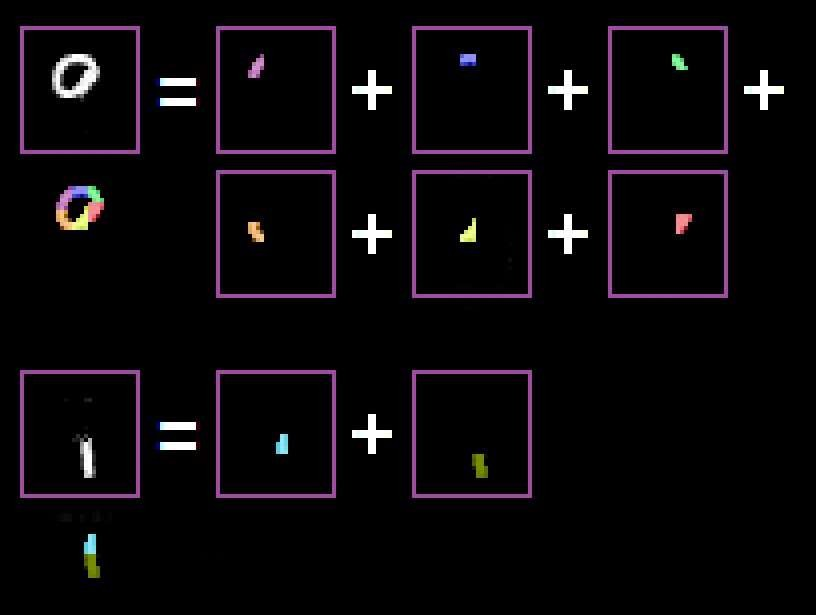 0 = + + +
+ +
1 = +